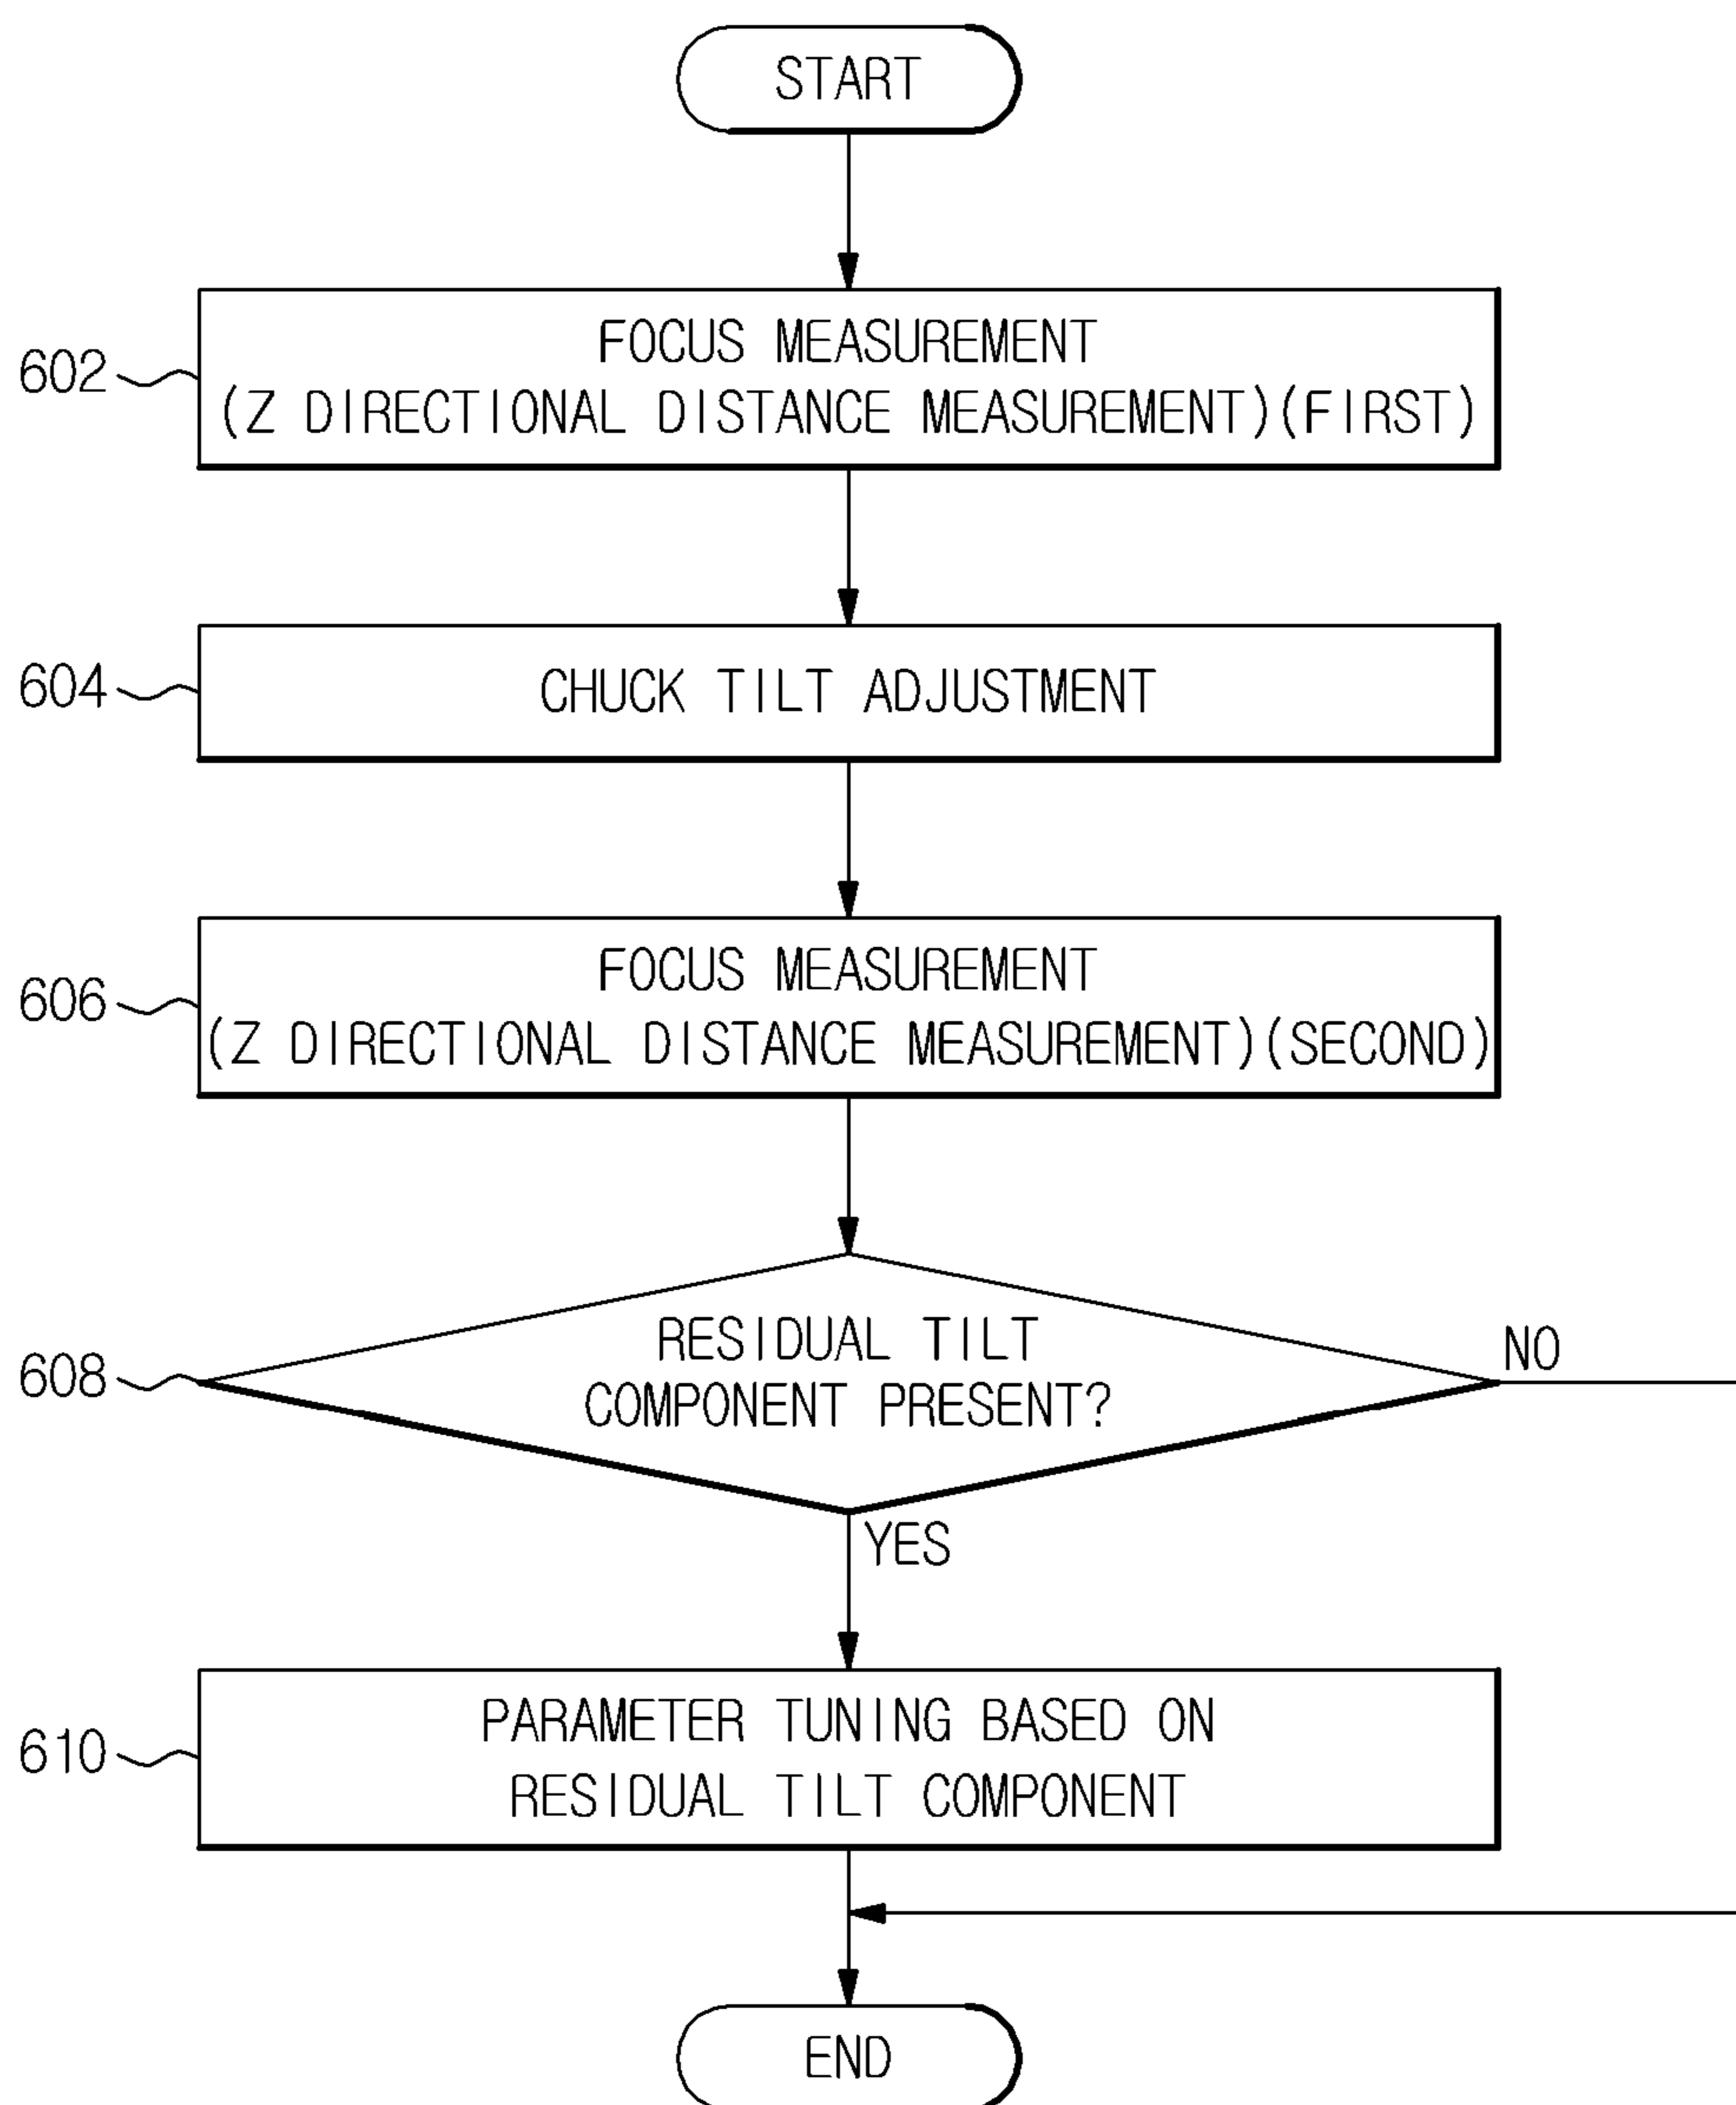 START
602
FOCUS MEASUREMENT
(Z DIRECTIONAL DISTANCE MEASUREMENT)(FIRST)
604
CHUCK TILT ADJUSTMENT
606
FOCUS MEASUREMENT
(Z DIRECTIONAL DISTANCE MEASUREMENT)(SECOND)
608
RESIDUAL TILT
COMPONENT PRESENT?
NO
YES
610
PARAMETER TUNING BASED ON
RESIDUAL TILT COMPONENT
END